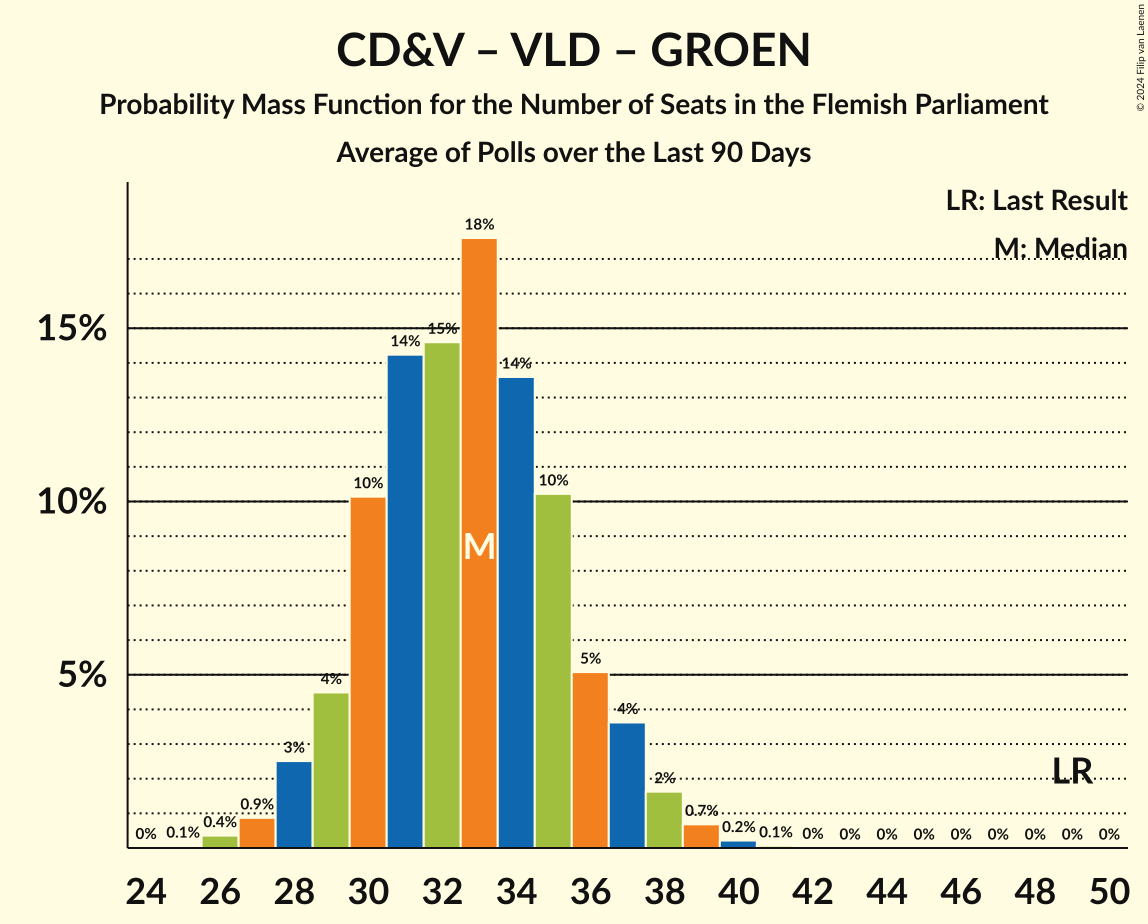 CD&V – VLD – GROEN
Probability Mass Function for the Number of Seats in the Flemish Parliament
Average of Polls over the Last 90 Days
© 2024 Filip van Laenen
LR: Last Result
M: Median
15%
10%
5%
0% 0.1% 0.4% 0.9% 3% 4% 10% 14% 15% 18% 14% 10% 5% 4% 2% 0.7% 0.2% 0.1% 0% 0% 0% 0% 0% 0% 0% 0% 0%
M
LR
24 26 28 30 32 34 36 38 40 42 44 46 48 50